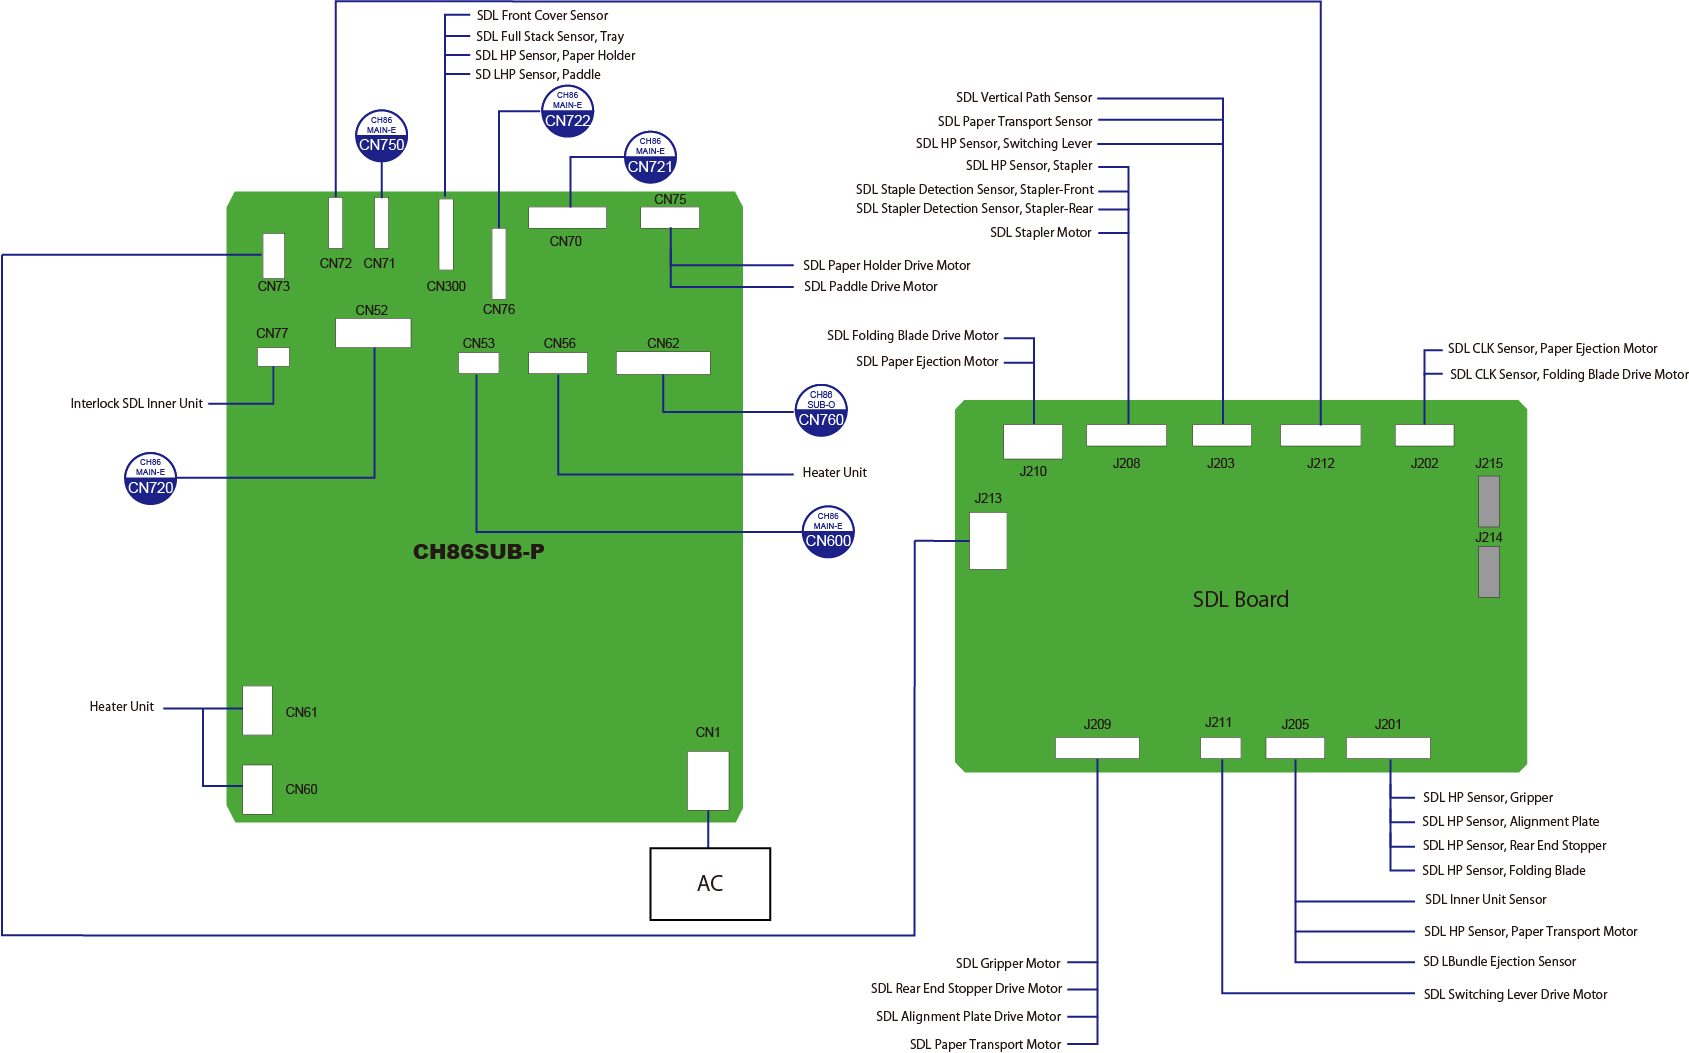 SDL Front Cover Sensor
SDL Full Stack Sensor, Tray
SDL HP Sensor, Paper Holder
SD LHP Sensor, Paddle
CH86
MAIN-E
CN722
CH86
MAIN-E
CN750
CH86
MAIN-E
CN721
CN75
CN70
CN72
CN71
CN73
CN300
CN76
SDL Paper Holder Drive Motor
SDL Paddle Drive Motor
CN52
CN77
CN53
CN56
CN62
Interlock SDL Inner Unit
CH86
SUB-O
CN760
CH86
MAIN-E
CN720
Heater Unit
CH86
MAIN-E
CN600
CH86SUB-P
Heater Unit
CN61
CN60
CN1
AC
SDL Vertical Path Sensor
SDL Paper Transport Sensor
SDL HP Sensor, Switching Lever
SDL HP Sensor, Stapler
SDL Staple Detection Sensor, Stapler-Front
SDL Stapler Detection Sensor, Stapler-Rear
SDL Stapler Motor
SDL Folding Blade Drive Motor
SDL Paper Ejection Motor
SDL CLK Sensor, Paper Ejection Motor
SDL CLK Sensor, Folding Blade Drive Motor
J210
J208
J203
J212
J202
J215
J213
J214
SDL Board
J209
J211
J205
J201
SDL HP Sensor, Gripper
SDL HP Sensor, Alignment Plate
SDL HP Sensor, Rear End Stopper
SDL HP Sensor, Folding Blade
SDL Inner Unit Sensor
SDL HP Sensor, Paper Transport Motor
SD LBundle Ejection Sensor
SDL Switching Lever Drive Motor
SDL Gripper Motor
SDL Rear End Stopper Drive Motor
SDL Alignment Plate Drive Motor
SDL Paper Transport Motor